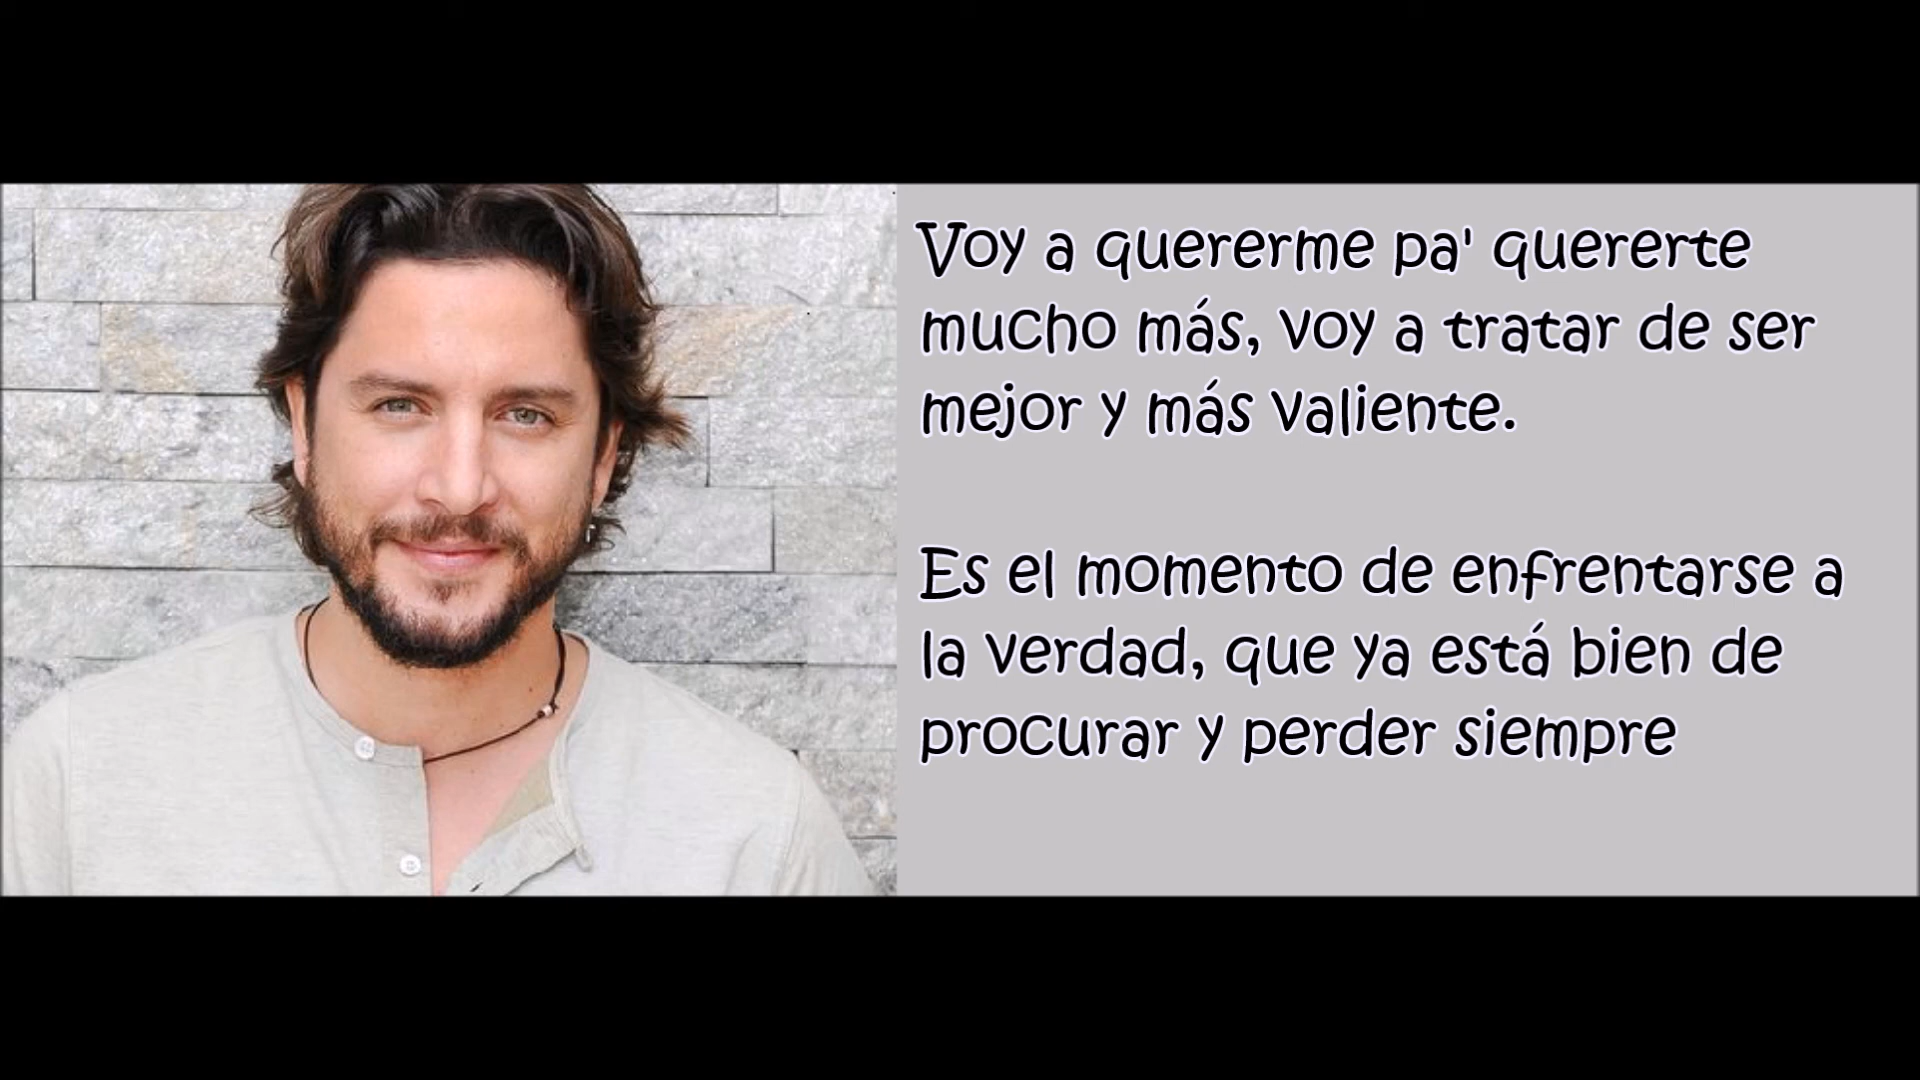 Voy a quererme pa' quererte
mucho más, voy a tratar de ser
mejor y más valiente.
Es el momento de enfrentarse a
la verdad, que ya está bien de
procurar y perder siempre